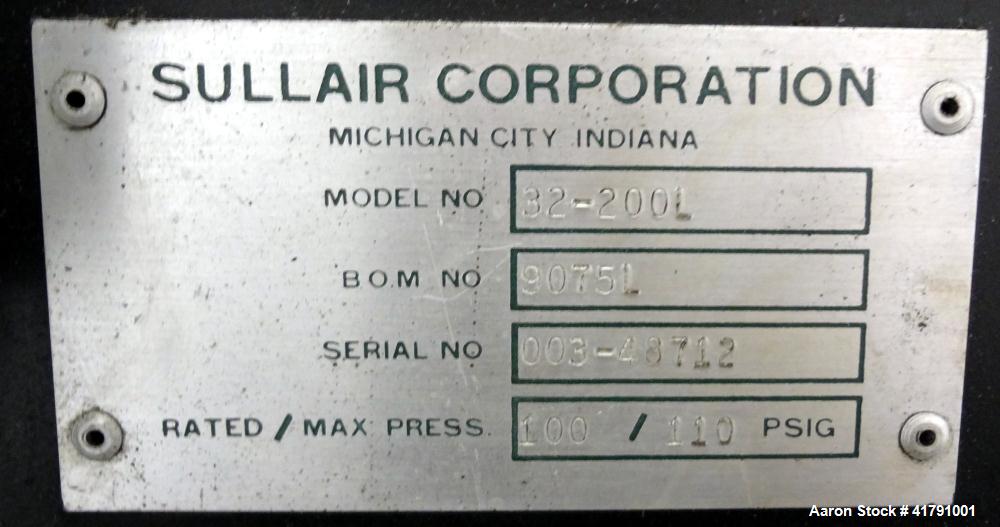 SULLAIR CORPORATION
MICHIGAN CITY INDIANA
MODEL NO 32-200L
B.O.M NO 9075L
SERIAL NO 003-48712
RATED / MAX PRESS. 100 / 110 PSIG
Aaron Stock # 41791001